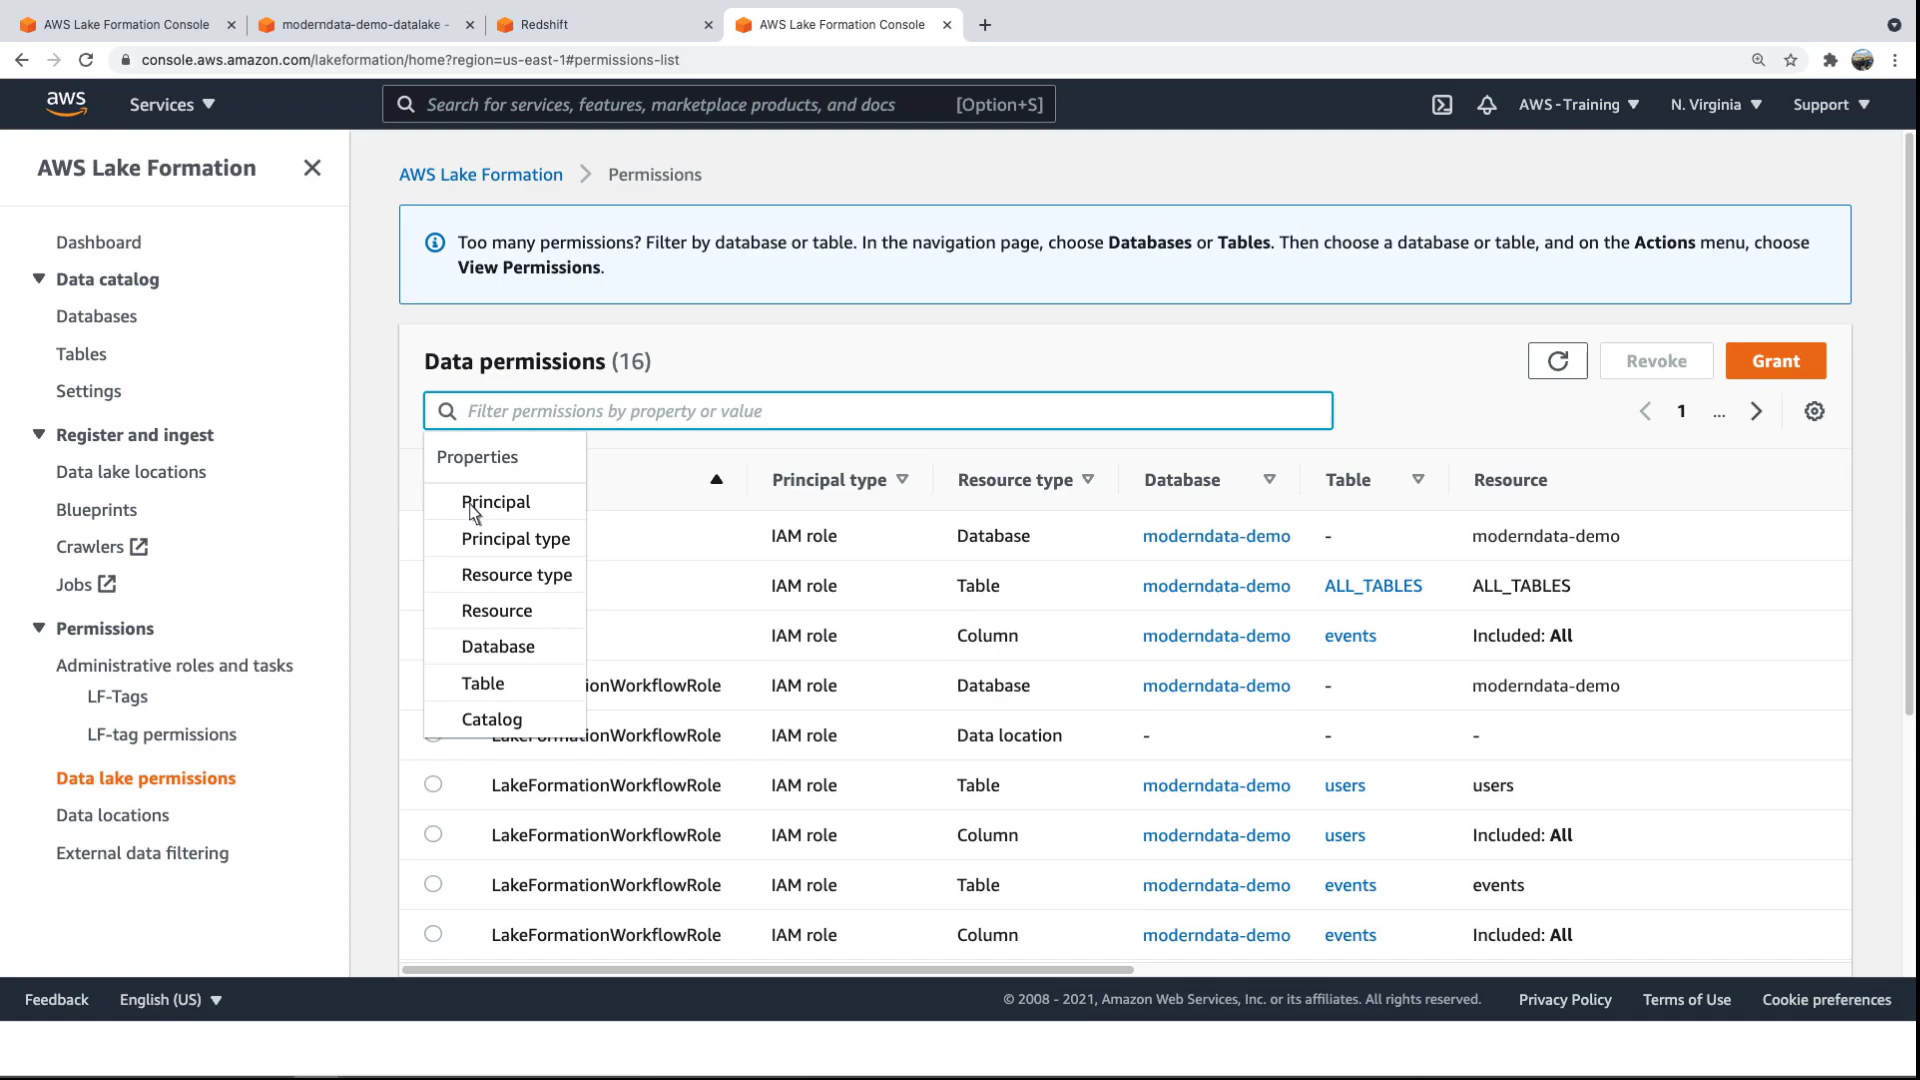 AWS Lake Formation Console
moderndata-demo-datalake -
Redshift
AWS Lake Formation Console
console.aws.amazon.com/lakeformation/home?region=us-east-1#permissions-list
aws
Services
Search for services, features, marketplace products, and docs
[Option+S]
AWS - Training
N. Virginia
Support
AWS Lake Formation
Dashboard
Data catalog
Databases
Tables
Settings
Register and ingest
Data lake locations
Blueprints
Crawlers
Jobs
Permissions
Administrative roles and tasks
LF-Tags
LF-tag permissions
Data lake permissions
Data locations
External data filtering
AWS Lake Formation
Permissions
Too many permissions? Filter by database or table. In the navigation page, choose Databases or Tables. Then choose a database or table, and on the Actions menu, choose
View Permissions.
Data permissions (16)
Revoke
Grant
Filter permissions by property or value
1 ...
Properties
Principal
Principal type
Resource type
Resource
Database
Table
Catalog
Principal type Resource type Database Table Resource
IAM role Database moderndata-demo - moderndata-demo
IAM role Table moderndata-demo ALL_TABLES ALL_TABLES
IAM role Column moderndata-demo events Included: All
ionWorkflowRole IAM role Database moderndata-demo - moderndata-demo
LakeFormationWorkflowRole IAM role Data location - - -
LakeFormationWorkflowRole IAM role Table moderndata-demo users users
LakeFormationWorkflowRole IAM role Column moderndata-demo users Included: All
LakeFormationWorkflowRole IAM role Table moderndata-demo events events
LakeFormationWorkflowRole IAM role Column moderndata-demo events Included: All
Feedback
English (US)
© 2008 - 2021, Amazon Web Services, Inc. or its affiliates. All rights reserved.
Privacy Policy
Terms of Use
Cookie preferences